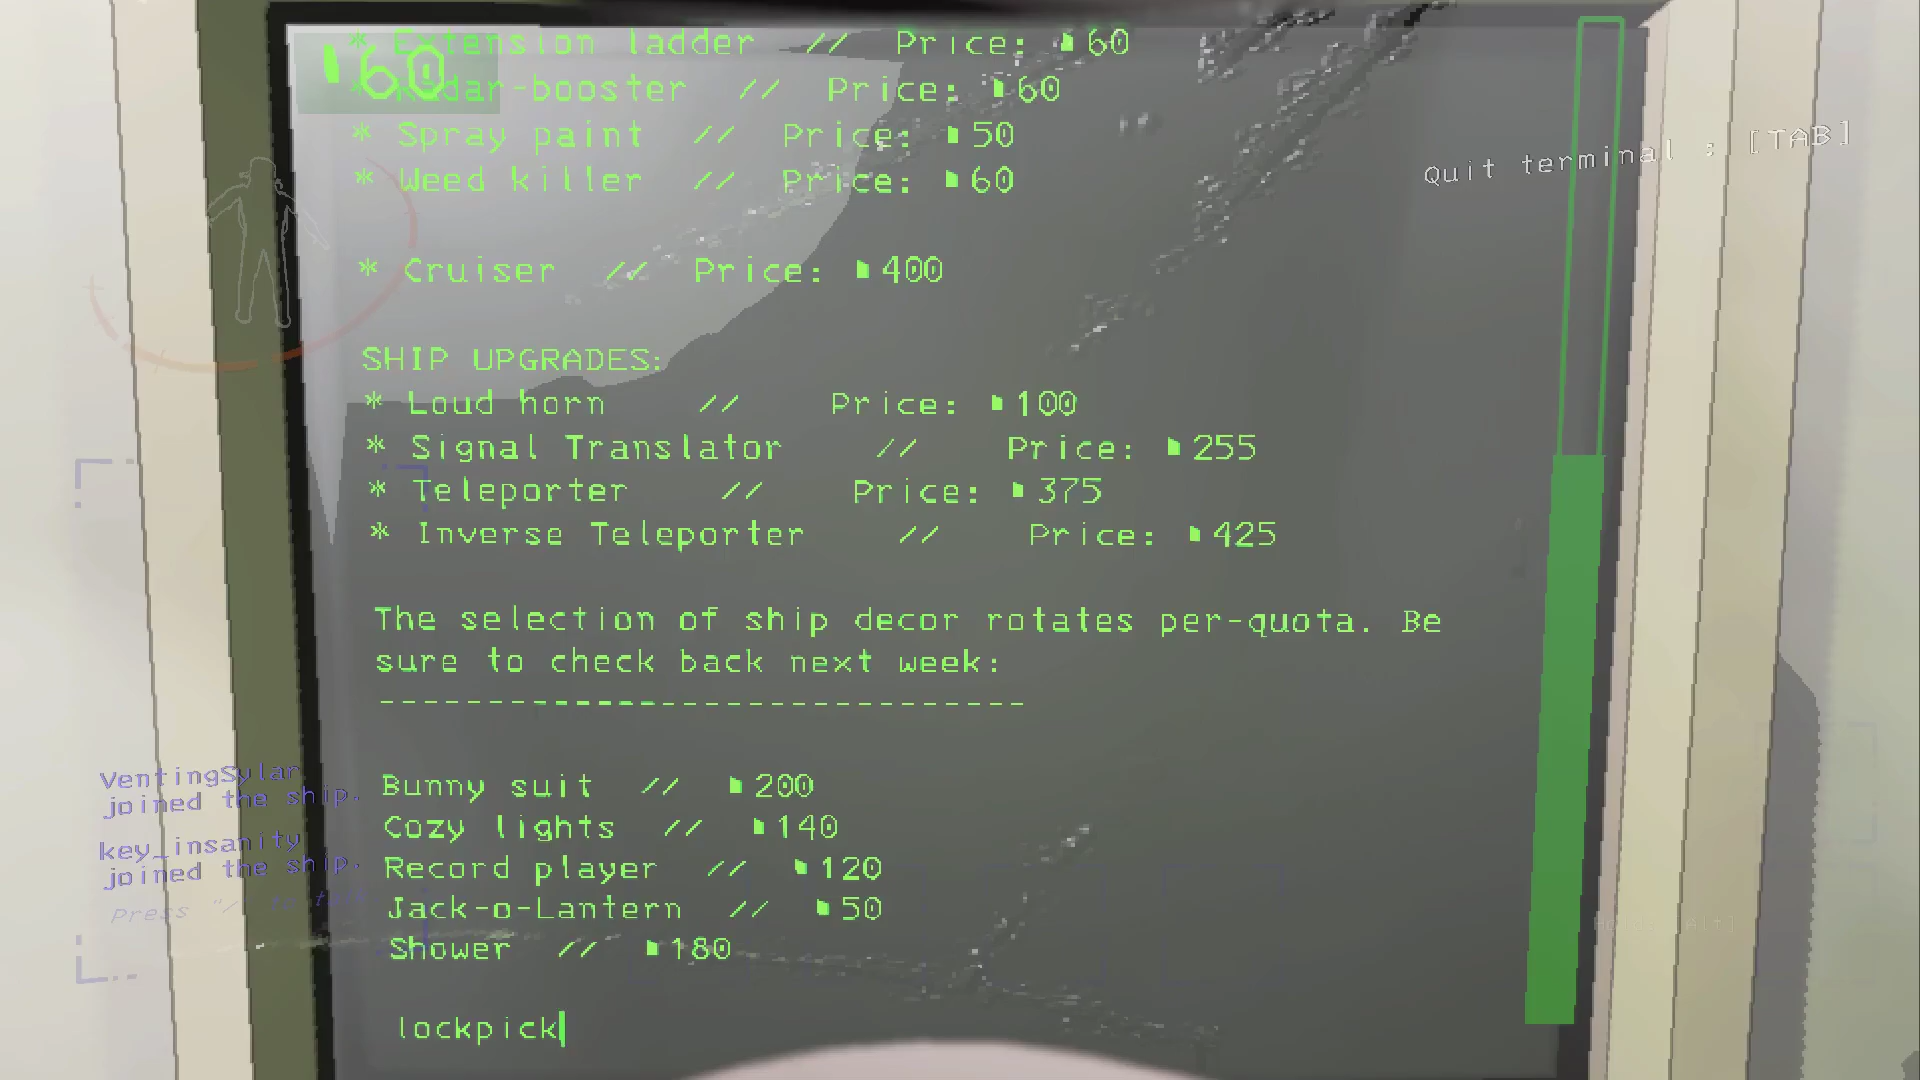 * Extension ladder // Price: ▮60
▮60
* Radar-booster // Price: ▮60
* Spray paint // Price: ▮50
Quit terminal : [TAB]
* Weed killer // Price: ▮60
* Cruiser // Price: ▮400
SHIP UPGRADES:
* Loud horn // Price: ▮100
* Signal Translator // Price: ▮255
* Teleporter // Price: ▮375
* Inverse Teleporter // Price: ▮425
The selection of ship decor rotates per-quota. Be
sure to check back next week:
------------------------------
VentingSylar
joined the ship.
key_insanity
joined the ship.
Press "/" to talk
Bunny suit // ▮200
Cozy lights // ▮140
Record player // ▮120
Jack-o-Lantern // ▮50
Shower // ▮180
lockpick